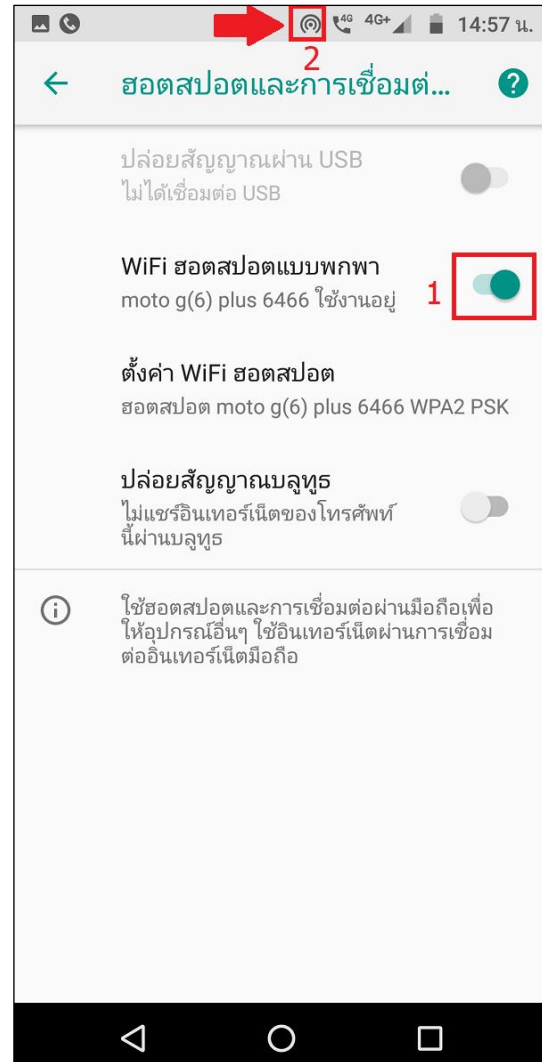 4G 4G+ 14:57 น.
2
ฮอตสปอตและการเชื่อมต่...
ปล่อยสัญญาณผ่าน USB
ไม่ได้เชื่อมต่อ USB
WiFi ฮอตสปอตแบบพกพา
moto g(6) plus 6466 ใช้งานอยู่ 1
ตั้งค่า WiFi ฮอตสปอต
ฮอตสปอต moto g(6) plus 6466 WPA2 PSK
ปล่อยสัญญาณบลูทูธ
ไม่แชร์อินเทอร์เน็ตของโทรศัพท์
นี้ผ่านบลูทูธ
ใช้ฮอตสปอตและการเชื่อมต่อผ่านมือถือเพื่อ
ให้อุปกรณ์อื่นๆ ใช้อินเทอร์เน็ตผ่านการเชื่อม
ต่ออินเทอร์เน็ตมือถือ